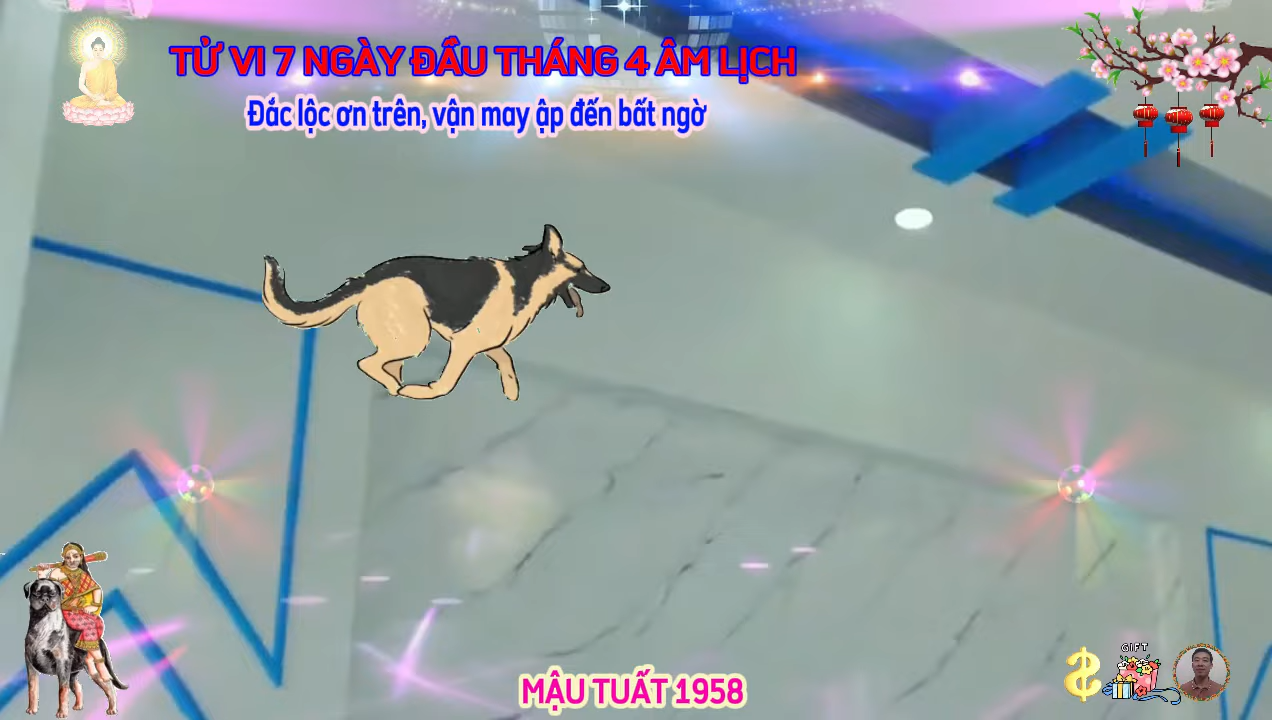 TỬ VI 7 NGÀY ĐẦU THÁNG 4 ÂM LỊCH
Đắc lộc ơn trên, vận may ập đến bất ngờ
GIFT
MẬU TUẤT 1958